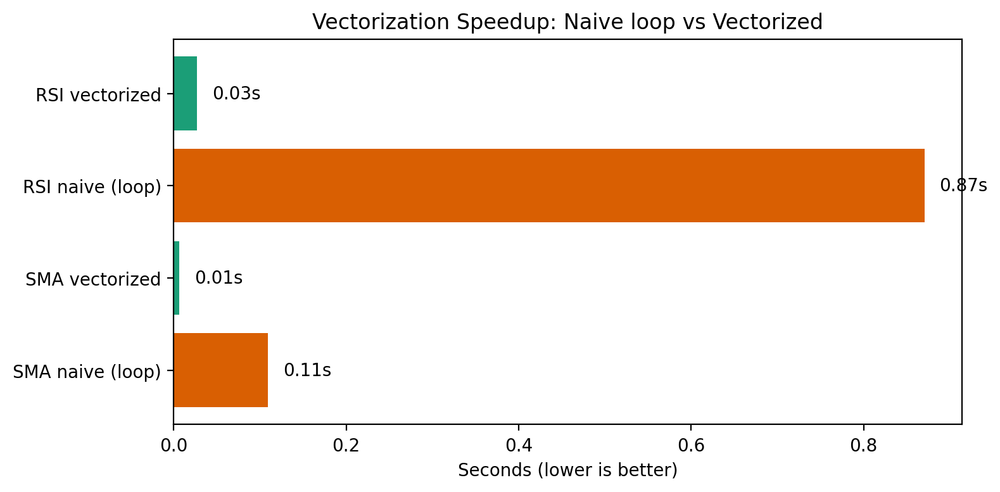 Vectorization Speedup: Naive loop vs Vectorized
RSI vectorized
0.03s
RSI naive (loop)
0.87s
SMA vectorized
0.01s
SMA naive (loop)
0.11s
0.0 0.2 0.4 0.6 0.8
Seconds (lower is better)